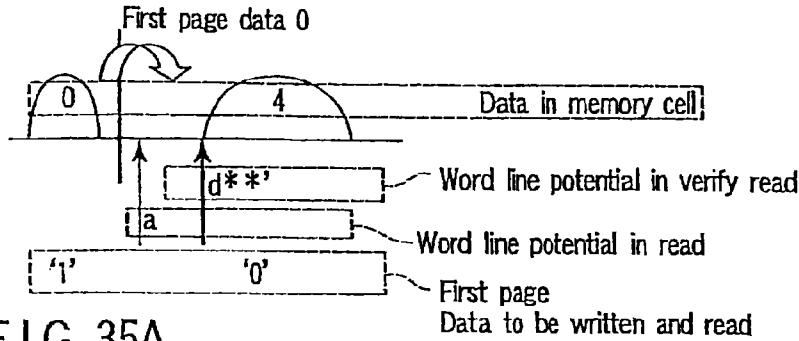 First page data 0
0 4 Data in memory cell
d**' Word line potential in verify read
a Word line potential in read
'1' '0' First page
Data to be written and read
FIG. 35A